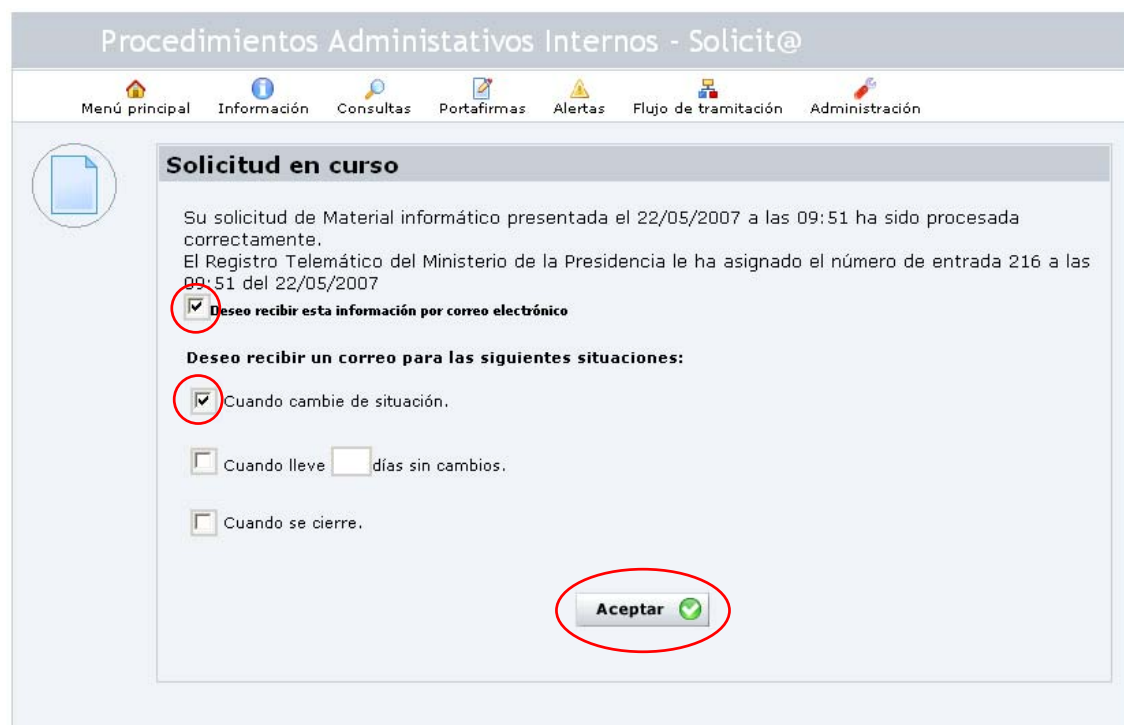 Procedimientos Administativos Internos - Solicit@
Menú principal Información Consultas Portafirmas Alertas Flujo de tramitación Administración
Solicitud en curso
Su solicitud de Material informático presentada el 22/05/2007 a las 09:51 ha sido procesada
correctamente.
El Registro Telemático del Ministerio de la Presidencia le ha asignado el número de entrada 216 a las
09:51 del 22/05/2007
Deseo recibir esta información por correo electrónico
Deseo recibir un correo para las siguientes situaciones:
Cuando cambie de situación.
Cuando lleve días sin cambios.
Cuando se cierre.
Aceptar